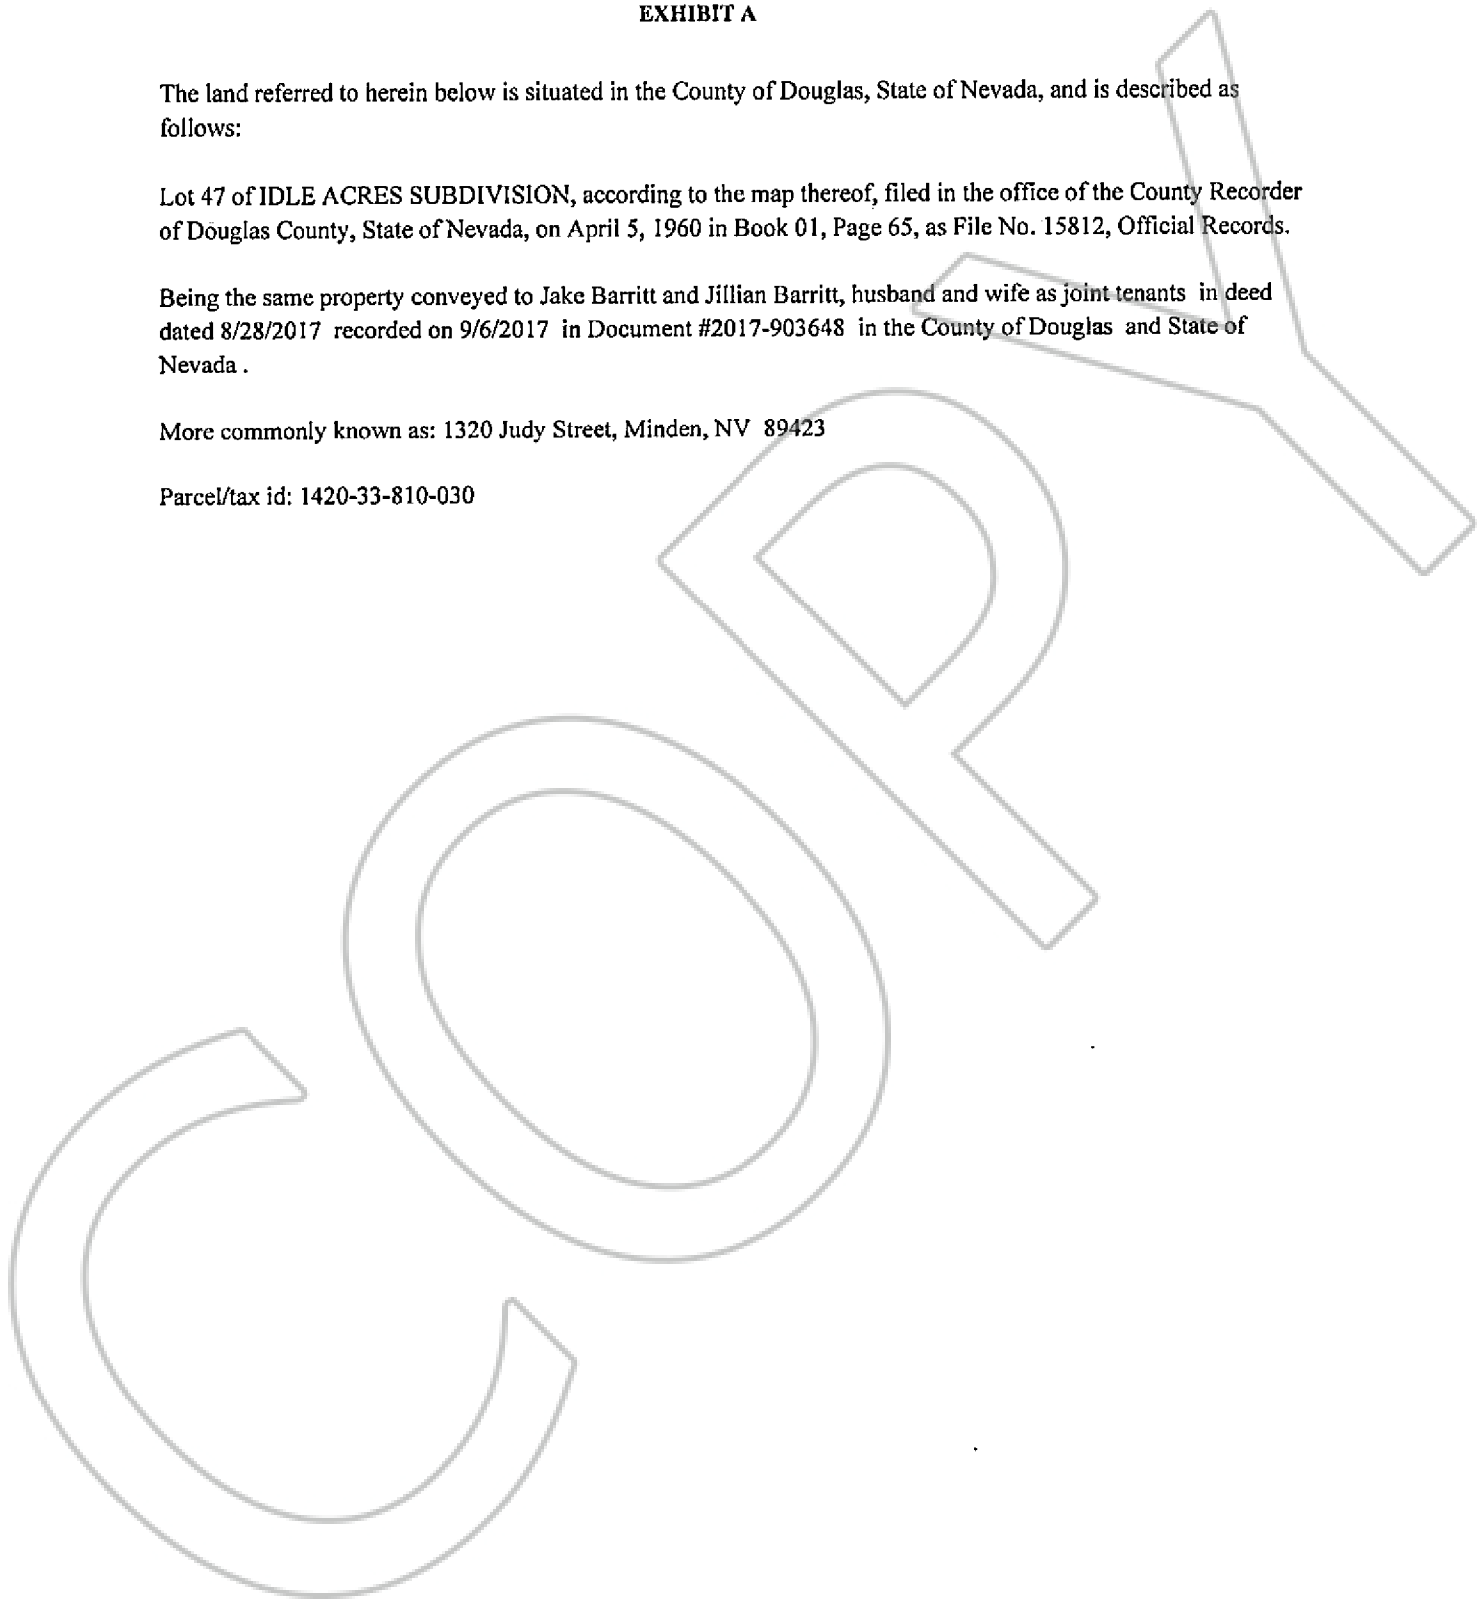 EXHIBIT A
The land referred to herein below is situated in the County of Douglas, State of Nevada, and is described as
follows:
Lot 47 of IDLE ACRES SUBDIVISION, according to the map thereof, filed in the office of the County Recorder
of Douglas County, State of Nevada, on April 5, 1960 in Book 01, Page 65, as File No. 15812, Official Records.
Being the same property conveyed to Jake Barritt and Jillian Barritt, husband and wife as joint tenants in deed
dated 8/28/2017 recorded on 9/6/2017 in Document #2017-903648 in the County of Douglas and State of
Nevada .
More commonly known as: 1320 Judy Street, Minden, NV 89423
Parcel/tax id: 1420-33-810-030
COPY